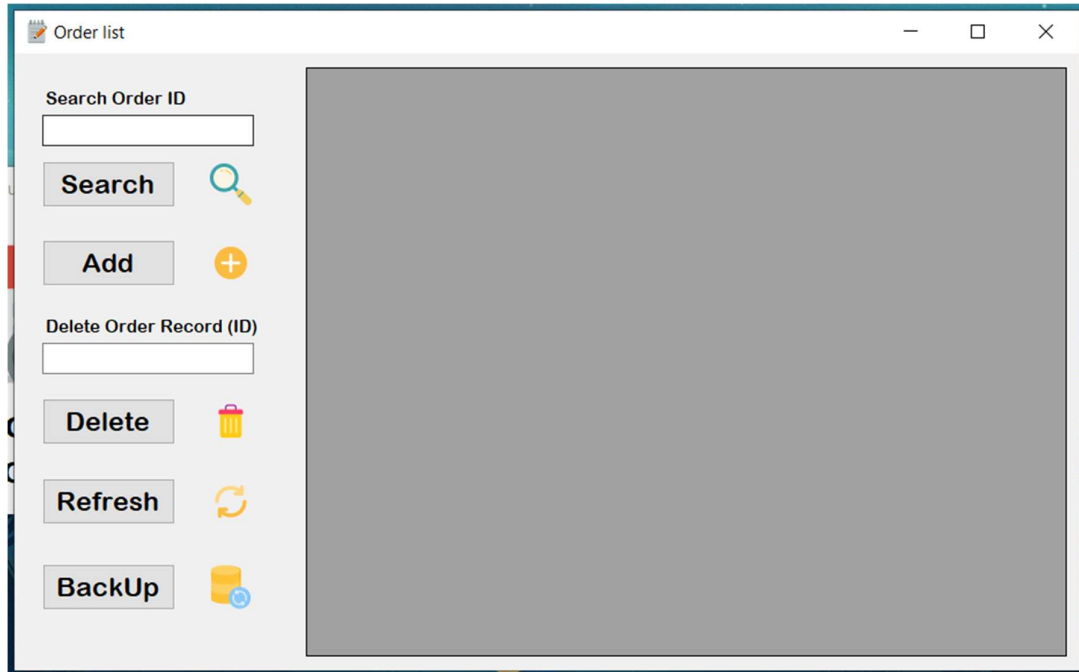 Order list
Search Order ID
Search
Add
Delete Order Record (ID)
Delete
Refresh
BackUp